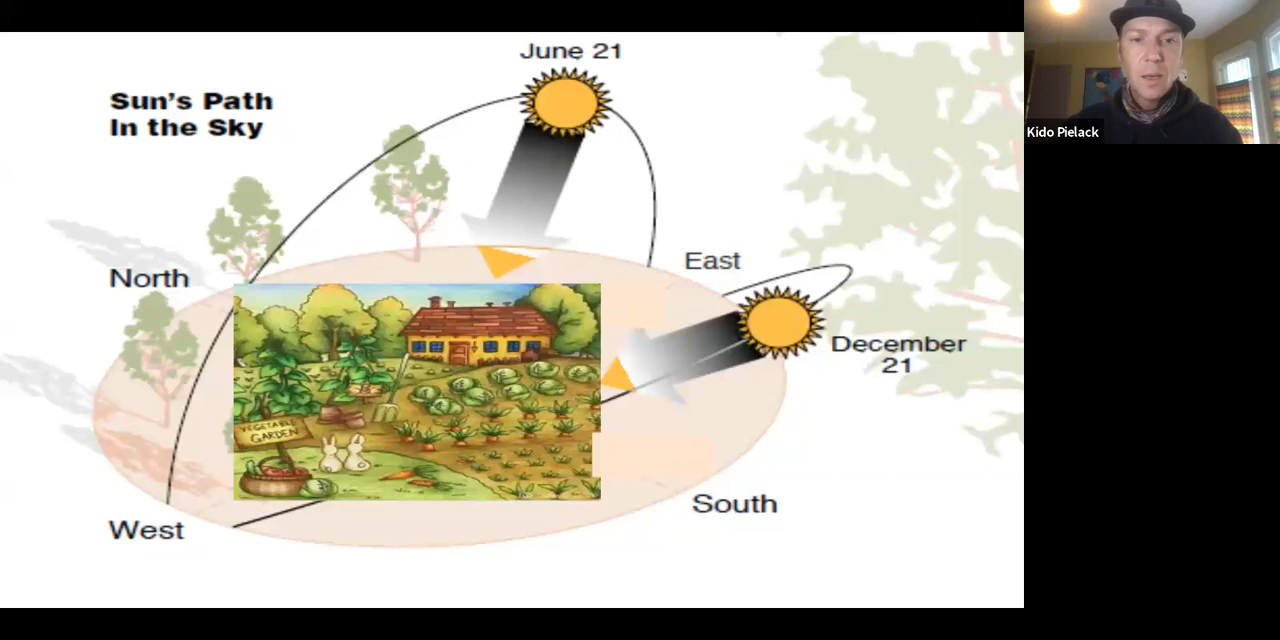 June 21
Sun's Path
In the Sky
North
East
December
21
VEGETABLE
GARDEN
South
West
Kido Pielack